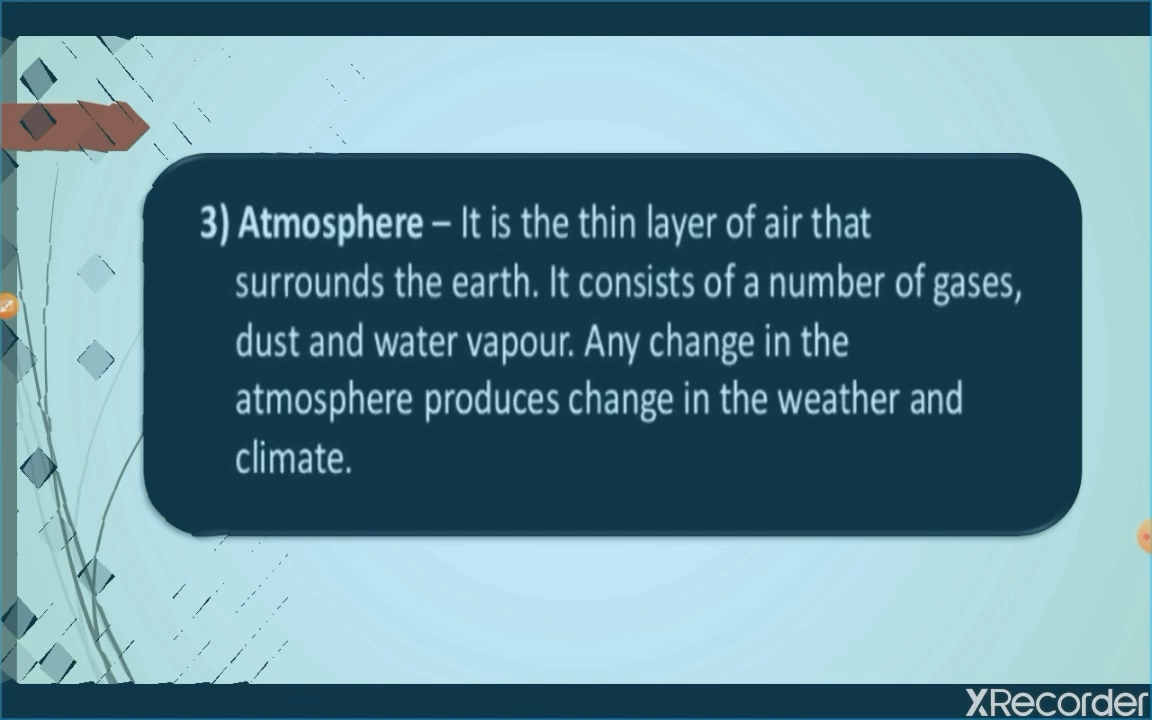 3) Atmosphere – It is the thin layer of air that
surrounds the earth. It consists of a number of gases,
dust and water vapour. Any change in the
atmosphere produces change in the weather and
climate.
XRecorder